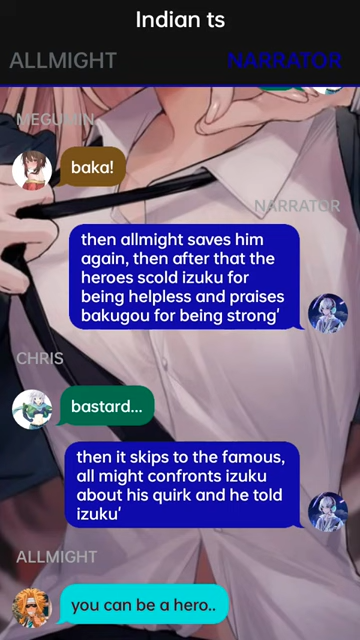 Indian ts
ALLMIGHT NARRATOR
MEGUMIN
baka!
NARRATOR
then allmight saves him
again, then after that the
heroes scold izuku for
being helpless and praises
bakugou for being strong'
CHRIS
bastard...
then it skips to the famous,
all might confronts izuku
about his quirk and he told
izuku'
ALLMIGHT
you can be a hero..